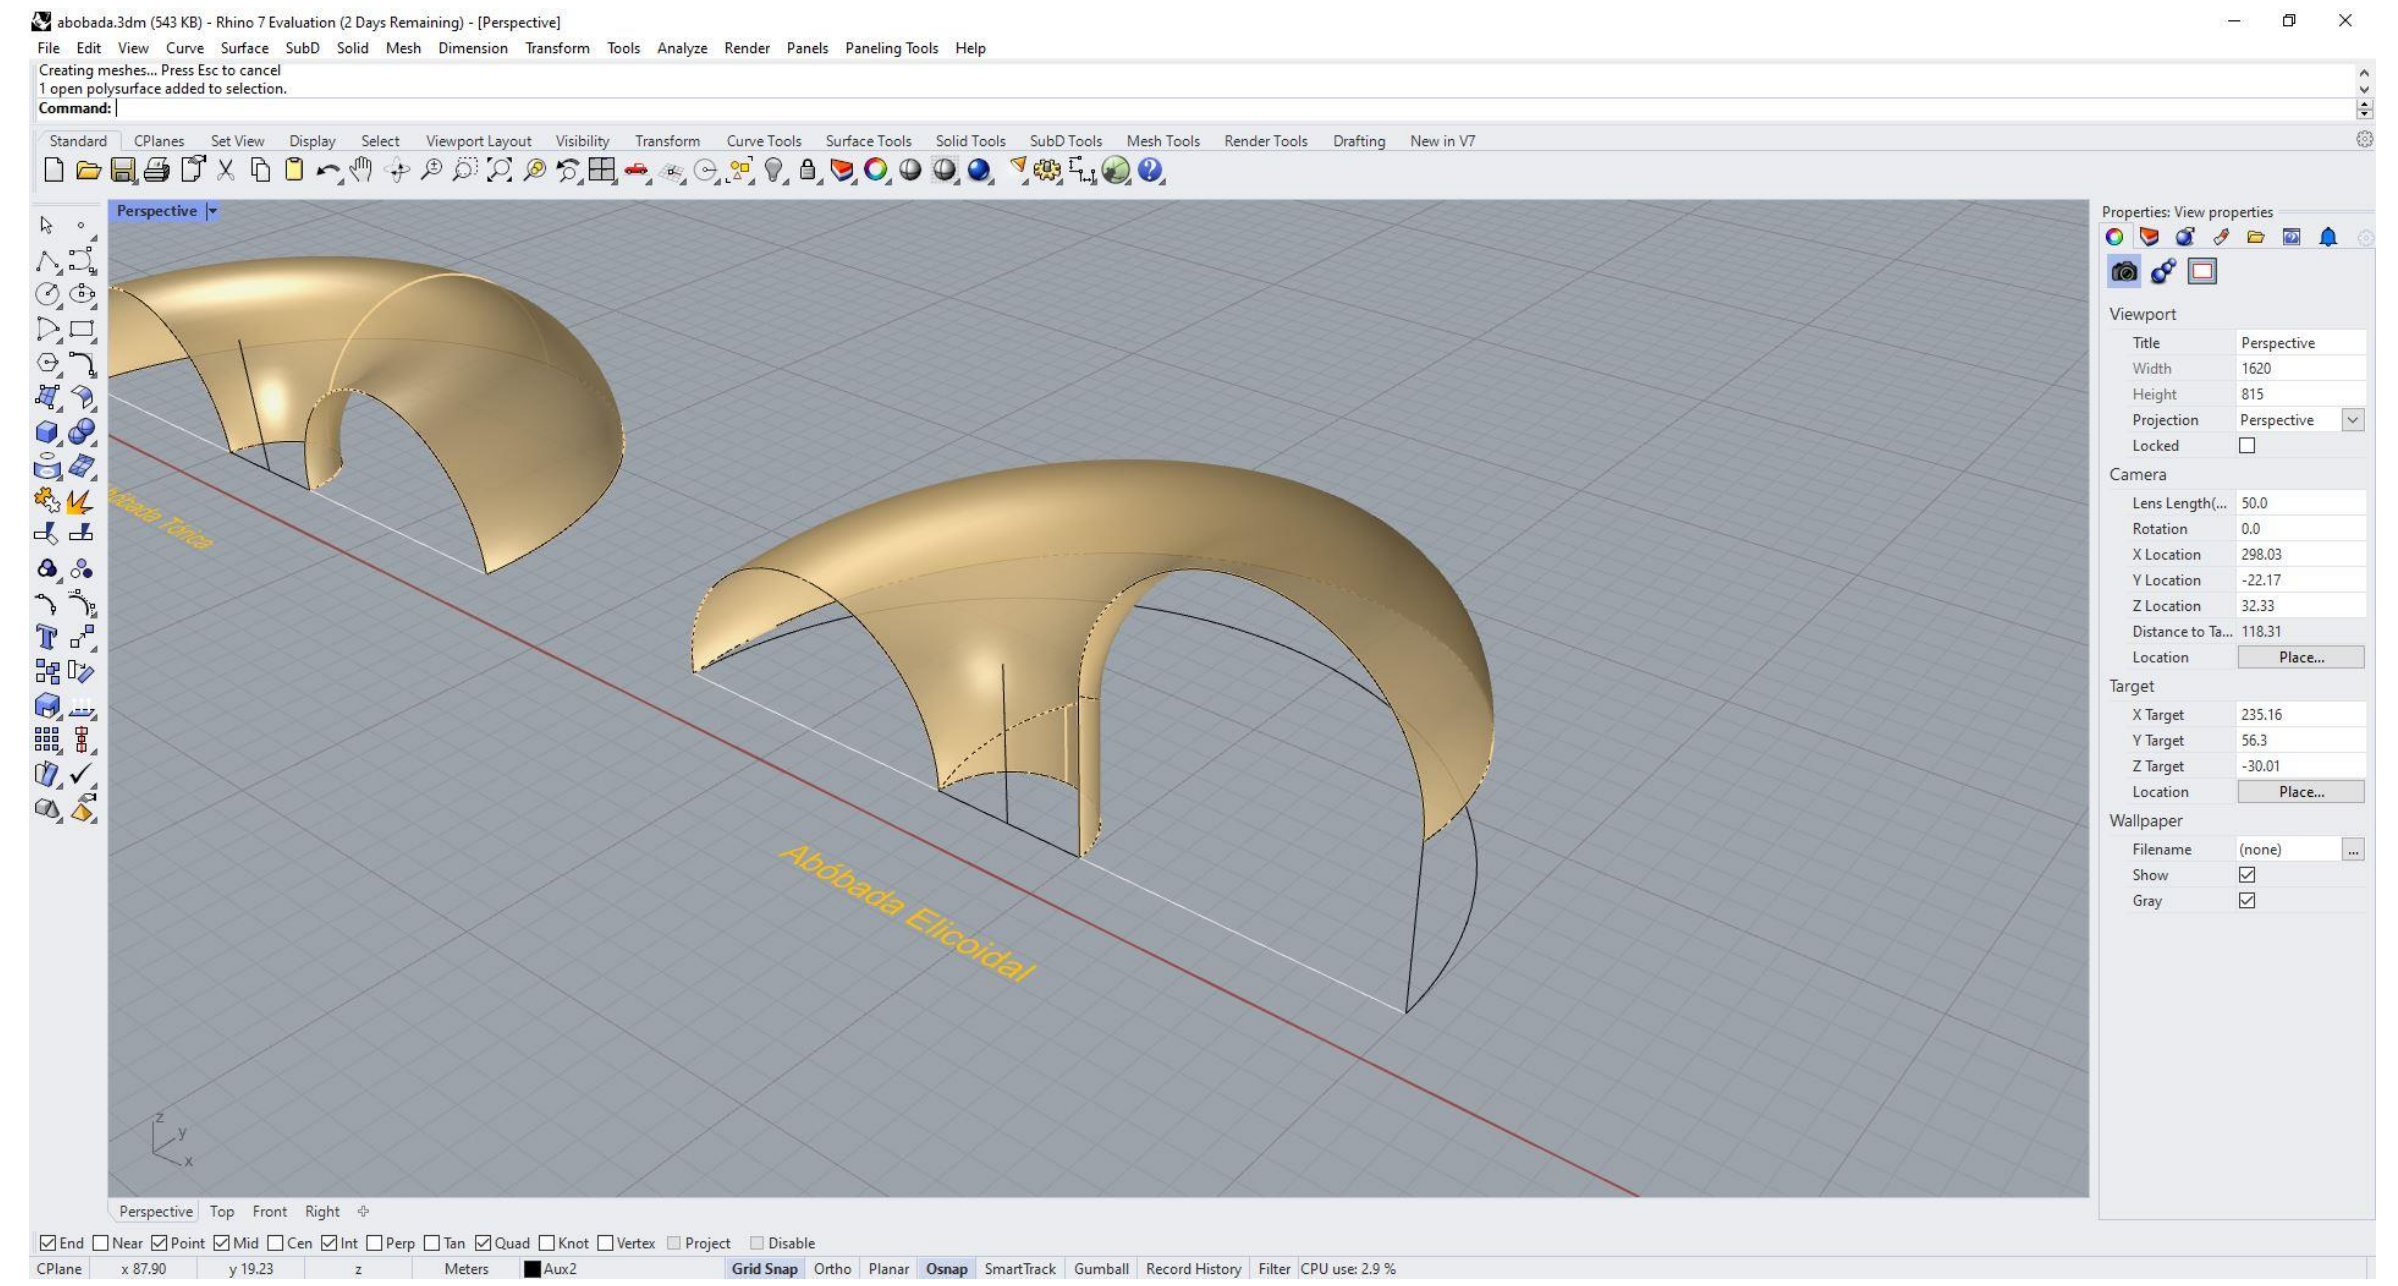 abobada.3dm (543 KB) - Rhino 7 Evaluation (2 Days Remaining) - [Perspective]
File Edit View Curve Surface SubD Solid Mesh Dimension Transform Tools Analyze Render Panels Paneling Tools Help
Creating meshes... Press Esc to cancel
1 open polysurface added to selection.
Command:
Standard CPlanes Set View Display Select Viewport Layout Visibility Transform Curve Tools Surface Tools Solid Tools SubD Tools Mesh Tools Render Tools Drafting New in V7
Perspective
Properties: View properties
Viewport
Title Perspective
Width 1620
Height 815
Projection Perspective
Locked
Camera
Lens Length(... 50.0
Rotation 0.0
X Location 298.03
Y Location -22.17
Z Location 32.33
Distance to Ta... 118.31
Location Place...
Target
X Target 235.16
Y Target 56.3
Z Target -30.01
Location Place...
Wallpaper
Filename (none) ...
Show
Gray
bóbada Tórica
Abóbada Elicoidal
z
y
x
Perspective Top Front Right
End Near Point Mid Cen Int Perp Tan Quad Knot Vertex Project Disable
CPlane x 87.90 y 19.23 z Meters Aux2 Grid Snap Ortho Planar Osnap SmartTrack Gumball Record History Filter CPU use: 2.9 %